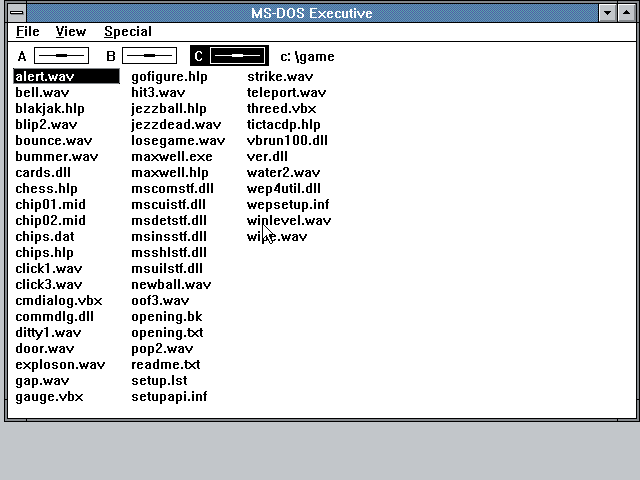 MS-DOS Executive
File View Special
A B C c: \game
alert.wav gofigure.hlp strike.wav
bell.wav hit3.wav teleport.wav
blakjak.hlp jezzball.hlp threed.vbx
blip2.wav jezzdead.wav tictacdp.hlp
bounce.wav losegame.wav vbrun100.dll
bummer.wav maxwell.exe ver.dll
cards.dll maxwell.hlp water2.wav
chess.hlp mscomstf.dll wep4util.dll
chip01.mid mscuistf.dll wepsetup.inf
chip02.mid msdetstf.dll winlevel.wav
chips.dat msinsstf.dll
chips.hlp msshlstf.dll
click1.wav msuilstf.dll
click3.wav newball.wav
cmdialog.vbx oof3.wav
commdlg.dll opening.bk
ditty1.wav opening.txt
door.wav pop2.wav
exploson.wav readme.txt
gap.wav setup.lst
gauge.vbx setupapi.inf